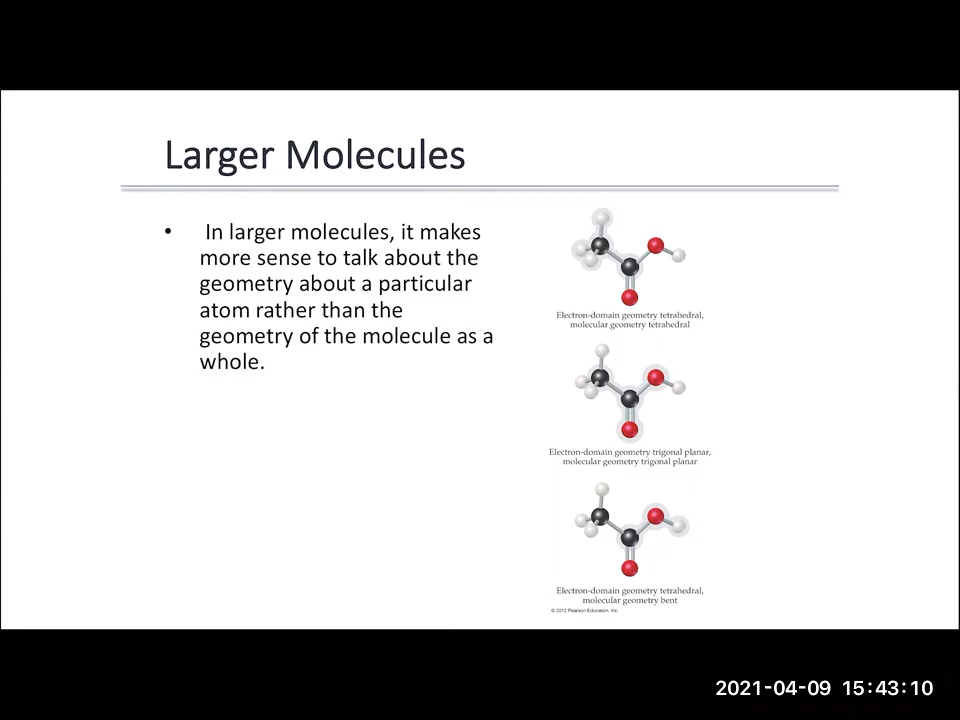 Larger Molecules
• In larger molecules, it makes
more sense to talk about the
geometry about a particular
atom rather than the
geometry of the molecule as a
whole.
Electron-domain geometry tetrahedral,
molecular geometry tetrahedral
Electron-domain geometry trigonal planar,
molecular geometry trigonal planar
Electron-domain geometry tetrahedral,
molecular geometry bent
© 2012 Pearson Education, Inc.
2021-04-09 15:43:10